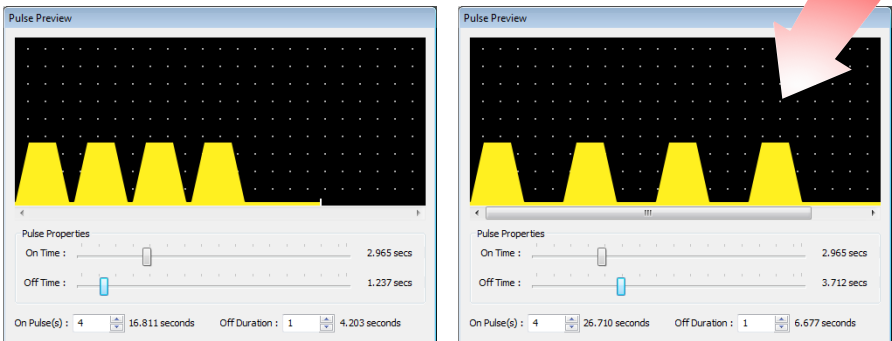 Pulse Preview
Pulse Properties
On Time : 2.965 secs
Off Time : 1.237 secs
On Pulse(s) : 4 16.811 seconds Off Duration : 1 4.203 seconds
Pulse Preview
Pulse Properties
On Time : 2.965 secs
Off Time : 3.712 secs
On Pulse(s) : 4 26.710 seconds Off Duration : 1 6.677 seconds